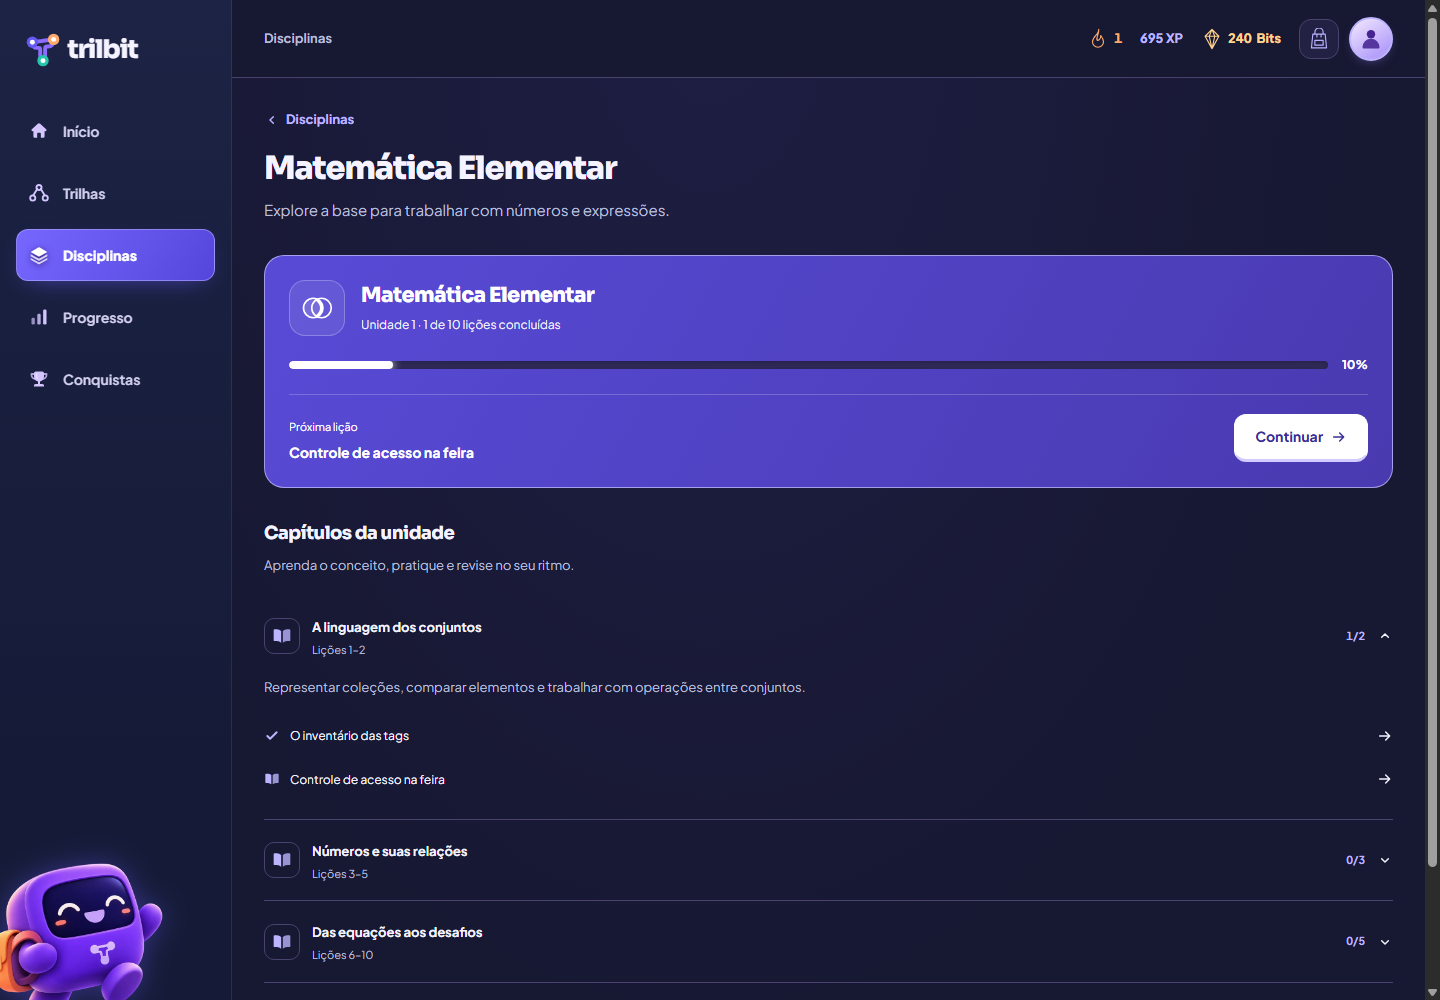 trilbit
Disciplinas
1
695 XP
240 Bits
Início
Trilhas
Disciplinas
Progresso
Conquistas
Disciplinas
Matemática Elementar
Explore a base para trabalhar com números e expressões.
Matemática Elementar
Unidade 1 · 1 de 10 lições concluídas
10%
Próxima lição
Controle de acesso na feira
Continuar
Capítulos da unidade
Aprenda o conceito, pratique e revise no seu ritmo.
A linguagem dos conjuntos
Lições 1–2
1/2
Representar coleções, comparar elementos e trabalhar com operações entre conjuntos.
O inventário das tags
Controle de acesso na feira
Números e suas relações
Lições 3–5
0/3
Das equações aos desafios
Lições 6–10
0/5